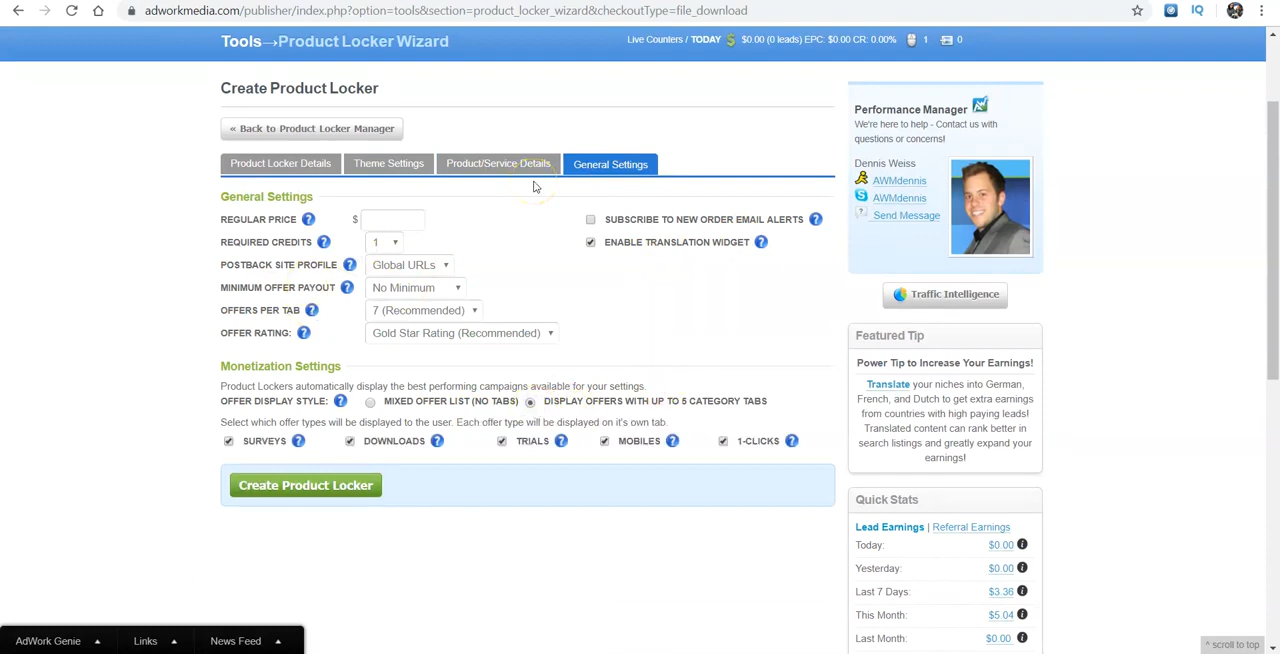 adworkmedia.com/publisher/index.php?option=tools&section=product_locker_wizard&checkoutType=file_download
IQ
Tools→Product Locker Wizard
Live Counters / TODAY $ $0.00 (0 leads) EPC: $0.00 CR: 0.00% 1 0
Create Product Locker
« Back to Product Locker Manager
Product Locker Details
Theme Settings
Product/Service Details
General Settings
General Settings
REGULAR PRICE ? $
SUBSCRIBE TO NEW ORDER EMAIL ALERTS ?
REQUIRED CREDITS ? 1
ENABLE TRANSLATION WIDGET ?
POSTBACK SITE PROFILE ? Global URLs
MINIMUM OFFER PAYOUT ? No Minimum
OFFERS PER TAB ? 7 (Recommended)
OFFER RATING: ? Gold Star Rating (Recommended)
Monetization Settings
Product Lockers automatically display the best performing campaigns available for your settings.
OFFER DISPLAY STYLE: ? MIXED OFFER LIST (NO TABS) DISPLAY OFFERS WITH UP TO 5 CATEGORY TABS
Select which offer types will be displayed to the user. Each offer type will be displayed on it's own tab.
SURVEYS ? DOWNLOADS ? TRIALS ? MOBILES ? 1-CLICKS ?
Create Product Locker
Performance Manager
We're here to help - Contact us with
questions or concerns!
Dennis Weiss
AWMdennis
AWMdennis
Send Message
Traffic Intelligence
Featured Tip
Power Tip to Increase Your Earnings!
Translate your niches into German,
French, and Dutch to get extra earnings
from countries with high paying leads!
Translated content can rank better in
search listings and greatly expand your
earnings!
Quick Stats
Lead Earnings | Referral Earnings
Today: $0.00 i
Yesterday: $0.00 i
Last 7 Days: $3.36 i
This Month: $5.04 i
Last Month: $0.00 i
AdWork Genie
Links
News Feed
^ scroll to top